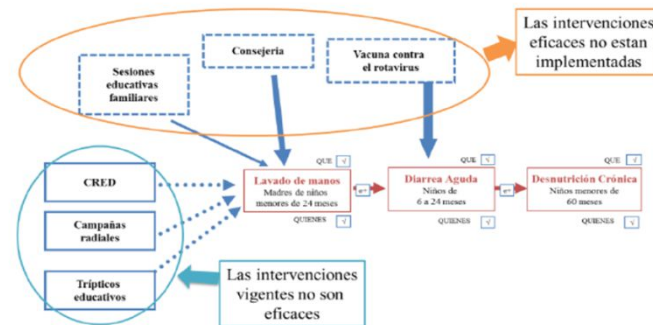 Las intervenciones
eficaces no estan
implementadas
Consejeria
Vacuna contra
el rotavirus
Sesiones
educativas
familiares
QUE √
QUE √
QUE √
CRED
Lavado de manos
Madres de niños
menores de 24 meses
Diarrea Aguda
Niños de
6 a 24 meses
Desnutrición Crónica
Niños menores de
60 meses
QUIENES √
QUIENES √
QUIENES √
Campañas
radiales
Trípticos
educativos
Las intervenciones
vigentes no son
eficaces